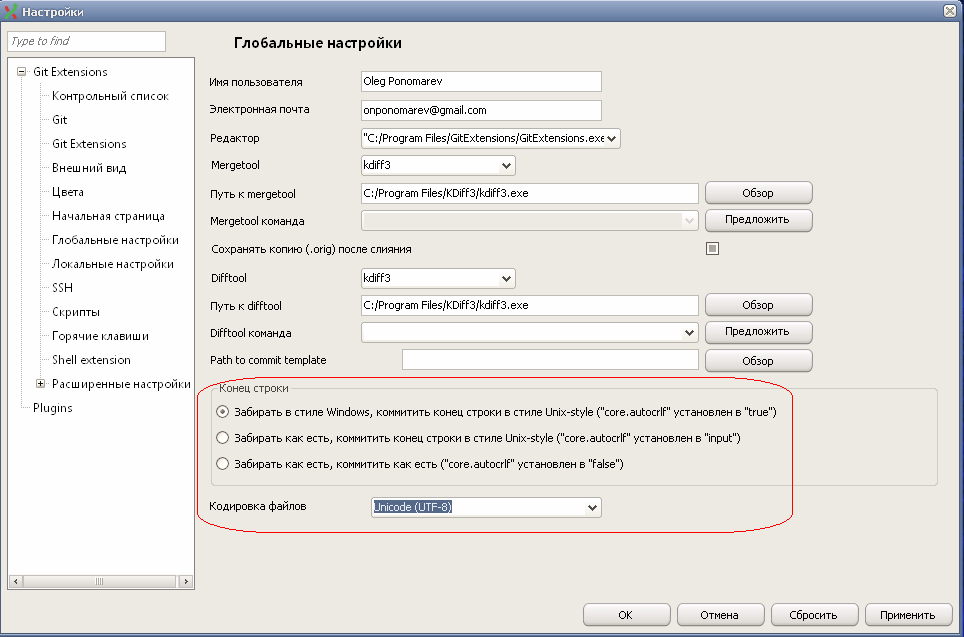 Настройки
Type to find
Git Extensions
Контрольный список
Git
Git Extensions
Внешний вид
Цвета
Начальная страница
Глобальные настройки
Локальные настройки
SSH
Скрипты
Горячие клавиши
Shell extension
Расширенные настройки
Plugins
Глобальные настройки
Имя пользователя
Oleg Ponomarev
Электронная почта
onponomarev@gmail.com
Редактор
"C:/Program Files/GitExtensions/GitExtensions.exe
Mergetool
kdiff3
Путь к mergetool
C:/Program Files/KDiff3/kdiff3.exe
Обзор
Mergetool команда
Предложить
Сохранять копию (.orig) после слияния
Difftool
kdiff3
Путь к difftool
C:/Program Files/KDiff3/kdiff3.exe
Обзор
Difftool команда
Предложить
Path to commit template
Обзор
Конец строки
Забирать в стиле Windows, коммитить конец строки в стиле Unix-style ("core.autocrlf" установлен в "true")
Забирать как есть, коммитить конец строки в стиле Unix-style ("core.autocrlf" установлен в "input")
Забирать как есть, коммитить как есть ("core.autocrlf" установлен в "false")
Кодировка файлов
Unicode (UTF-8)
OK
Отмена
Сбросить
Применить